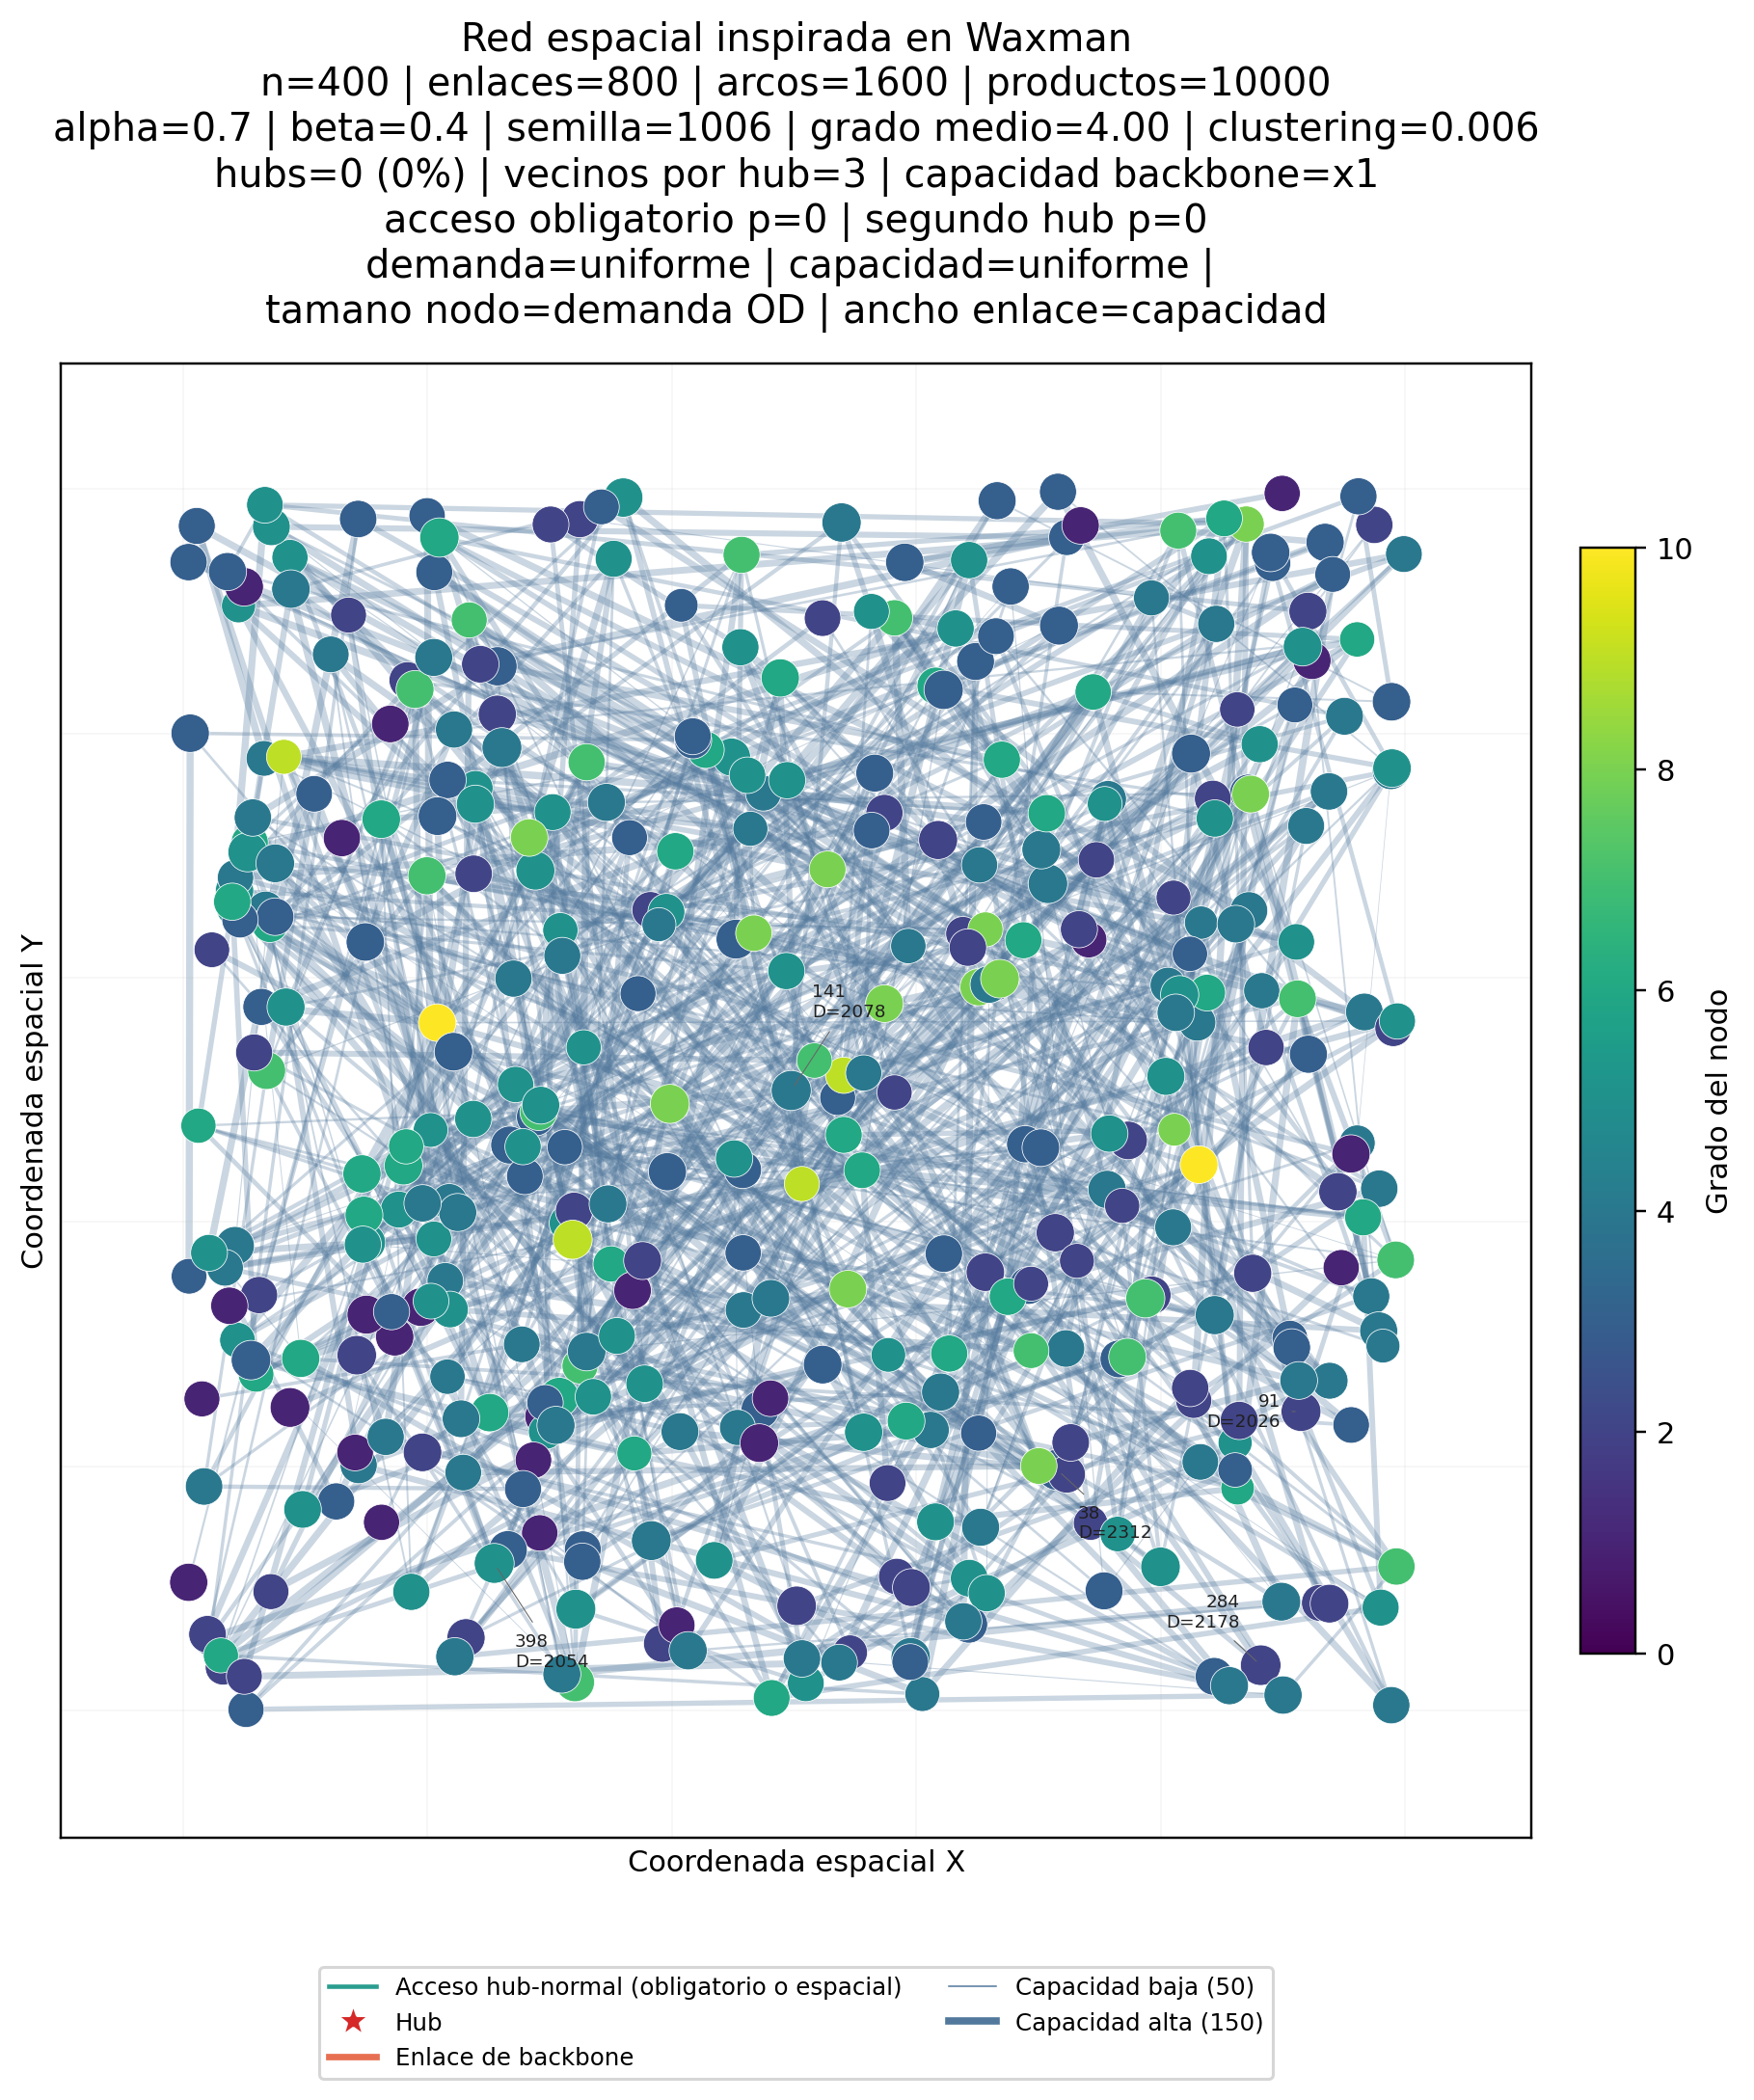 Red espacial inspirada en Waxman
n=400 | enlaces=800 | arcos=1600 | productos=10000
alpha=0.7 | beta=0.4 | semilla=1006 | grado medio=4.00 | clustering=0.006
hubs=0 (0%) | vecinos por hub=3 | capacidad backbone=x1
acceso obligatorio p=0 | segundo hub p=0
demanda=uniforme | capacidad=uniforme |
tamano nodo=demanda OD | ancho enlace=capacidad
10
8
6
4
2
0
Grado del nodo
Coordenada espacial Y
141
D=2078
91
D=2026
38
D=2312
284
D=2178
398
D=2054
Coordenada espacial X
Acceso hub-normal (obligatorio o espacial)
Hub
Enlace de backbone
Capacidad baja (50)
Capacidad alta (150)